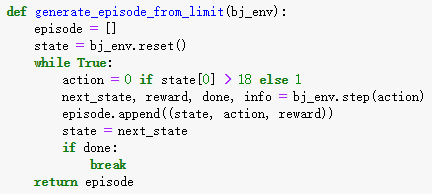 def generate_episode_from_limit(bj_env):
    episode = []
    state = bj_env.reset()
    while True:
        action = 0 if state[0] > 18 else 1
        next_state, reward, done, info = bj_env.step(action)
        episode.append((state, action, reward))
        state = next_state
        if done:
            break
    return episode